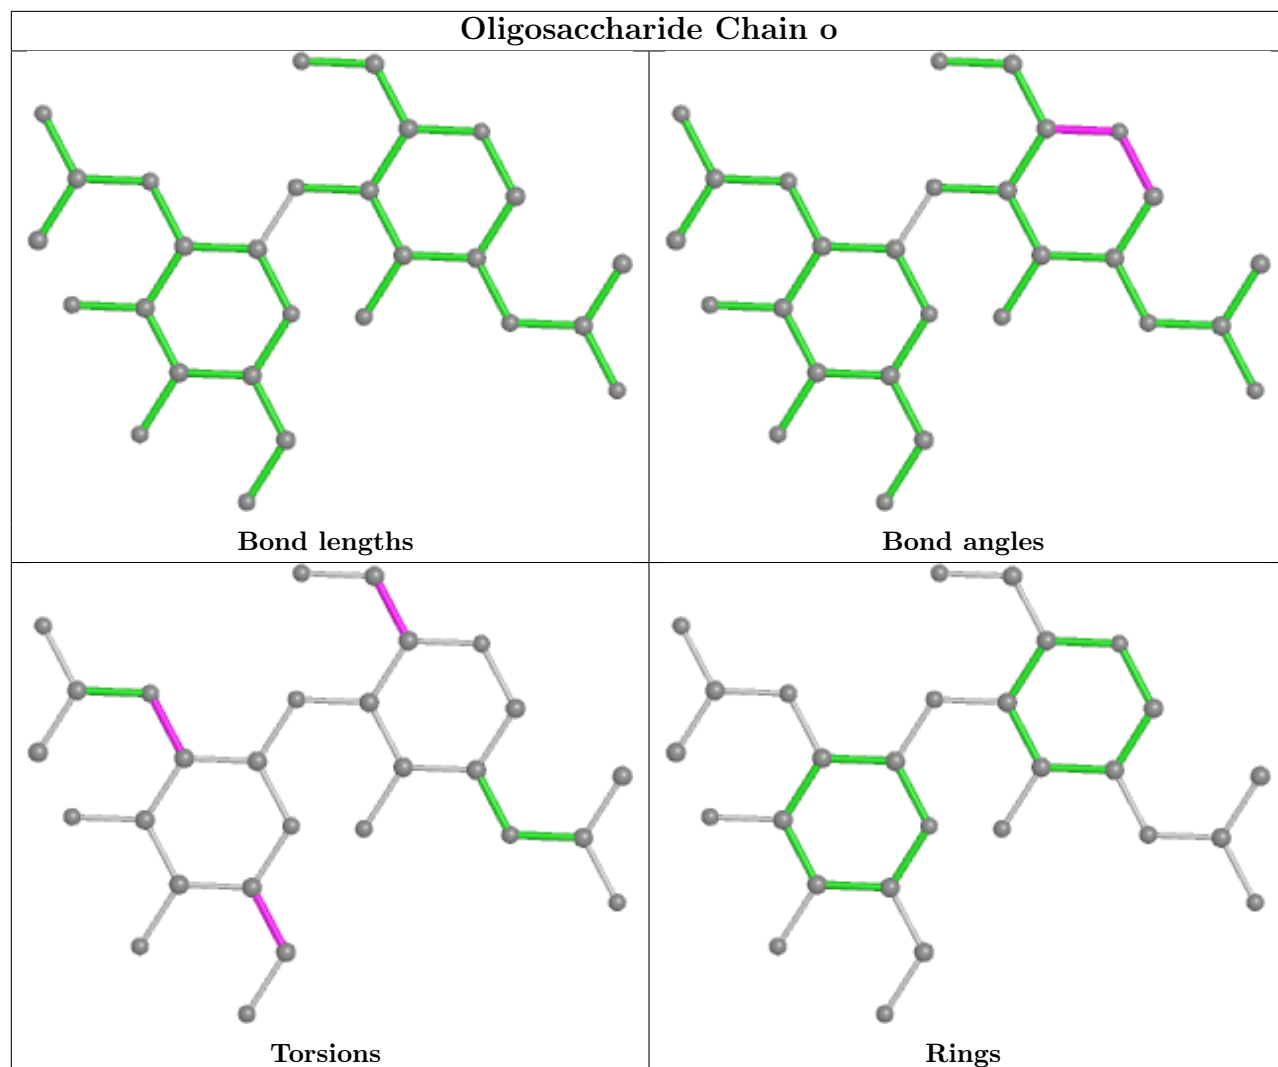 Oligosaccharide Chain o
Bond lengths
Bond angles
Torsions
Rings